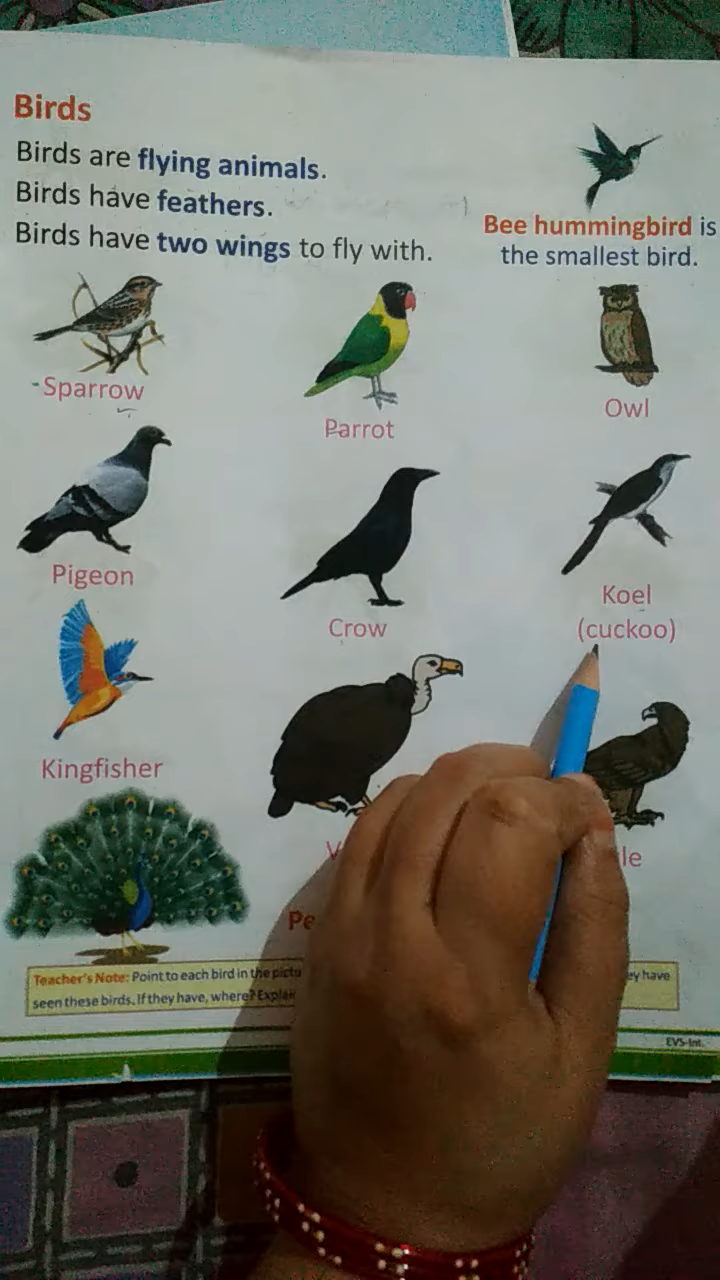 Birds
Birds are flying animals.
Birds have feathers.
Birds have two wings to fly with.
Bee hummingbird is
the smallest bird.
Sparrow
Parrot
Owl
Pigeon
Crow
Koel
(cuckoo)
Kingfisher
Teacher's Note: Point to each bird in the
seen these birds. If they have, where?
have
EVS-Int.